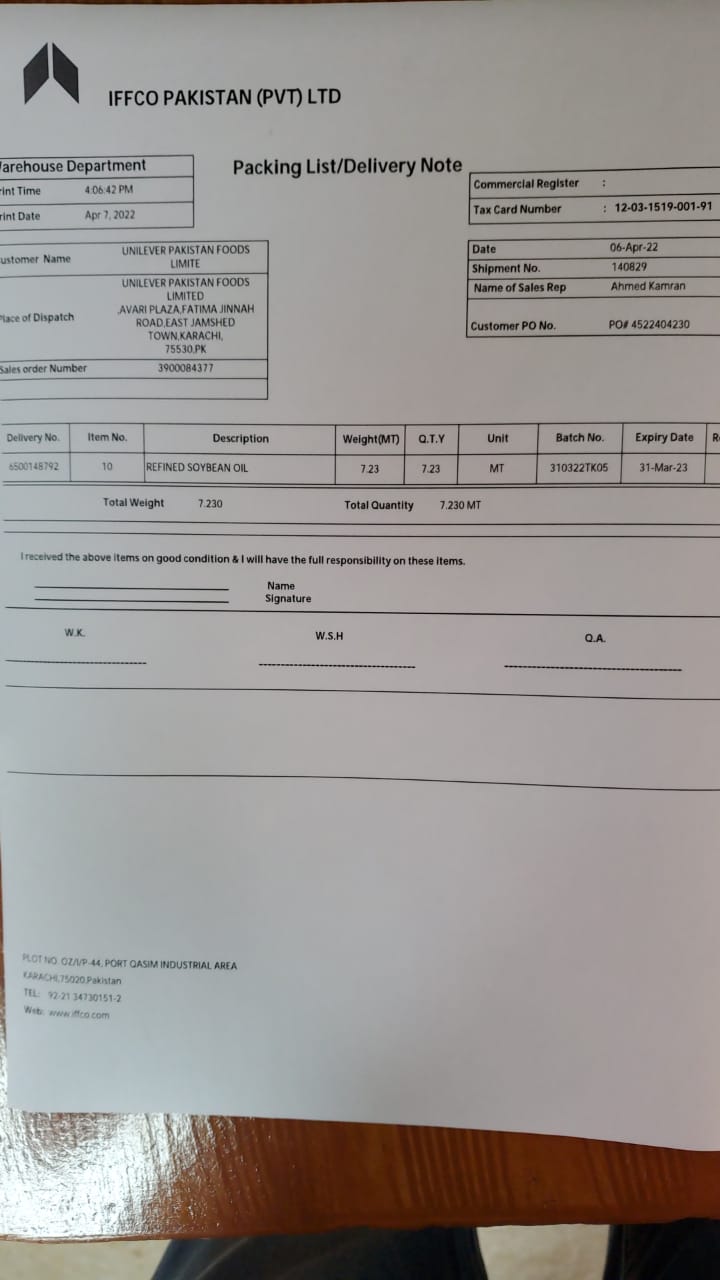 IFFCO PAKISTAN (PVT) LTD
arehouse Department
Packing List/Delivery Note
rint Time 4:06:42 PM
rint Date Apr 7, 2022
Commercial Register :
Tax Card Number : 12-03-1519-001-91
ustomer Name UNILEVER PAKISTAN FOODS
LIMITE
Place of Dispatch UNILEVER PAKISTAN FOODS
LIMITED
,AVARI PLAZA,FATIMA JINNAH
ROAD,EAST JAMSHED
TOWN,KARACHI,
75530,PK
Sales order Number 3900084377
Date 06-Apr-22
Shipment No. 140829
Name of Sales Rep Ahmed Kamran
Customer PO No. PO# 4522404230
Delivery No. Item No. Description Weight(MT) Q.T.Y Unit Batch No. Expiry Date R
6500148792 10 REFINED SOYBEAN OIL 7.23 7.23 MT 310322TK05 31-Mar-23
Total Weight 7.230 Total Quantity 7.230 MT
I received the above items on good condition & I will have the full responsibility on these items.
Name
Signature
W.K. W.S.H Q.A.
PLOT NO. OZ/I/P-44, PORT QASIM INDUSTRIAL AREA
KARACHI,75020,Pakistan
TEL: 92-21 34730151-2
Web: www.iffco.com